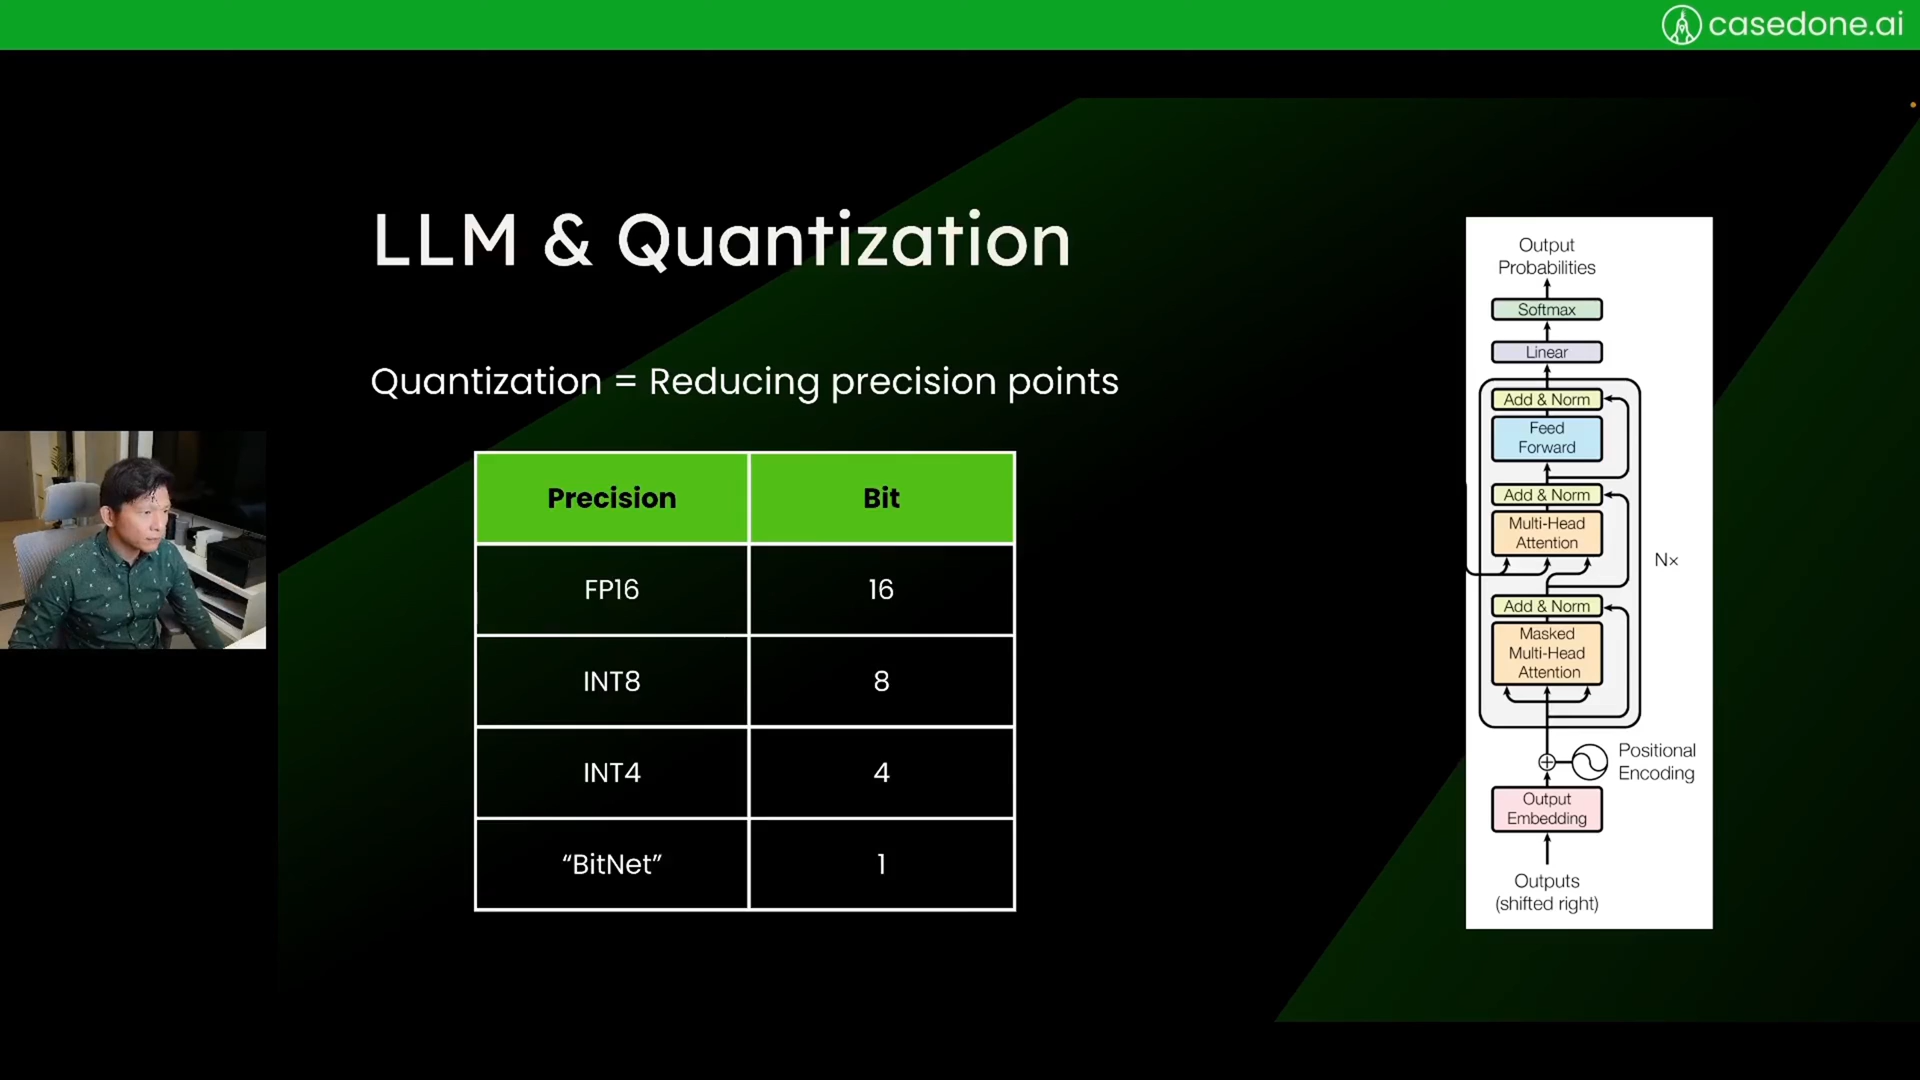 casedone.ai
LLM & Quantization
Quantization = Reducing precision points
Precision Bit
FP16 16
INT8 8
INT4 4
“BitNet” 1
Output
Probabilities
Softmax
Linear
Add & Norm
Feed
Forward
Add & Norm
Multi-Head
Attention
N×
Add & Norm
Masked
Multi-Head
Attention
Positional
Encoding
Output
Embedding
Outputs
(shifted right)